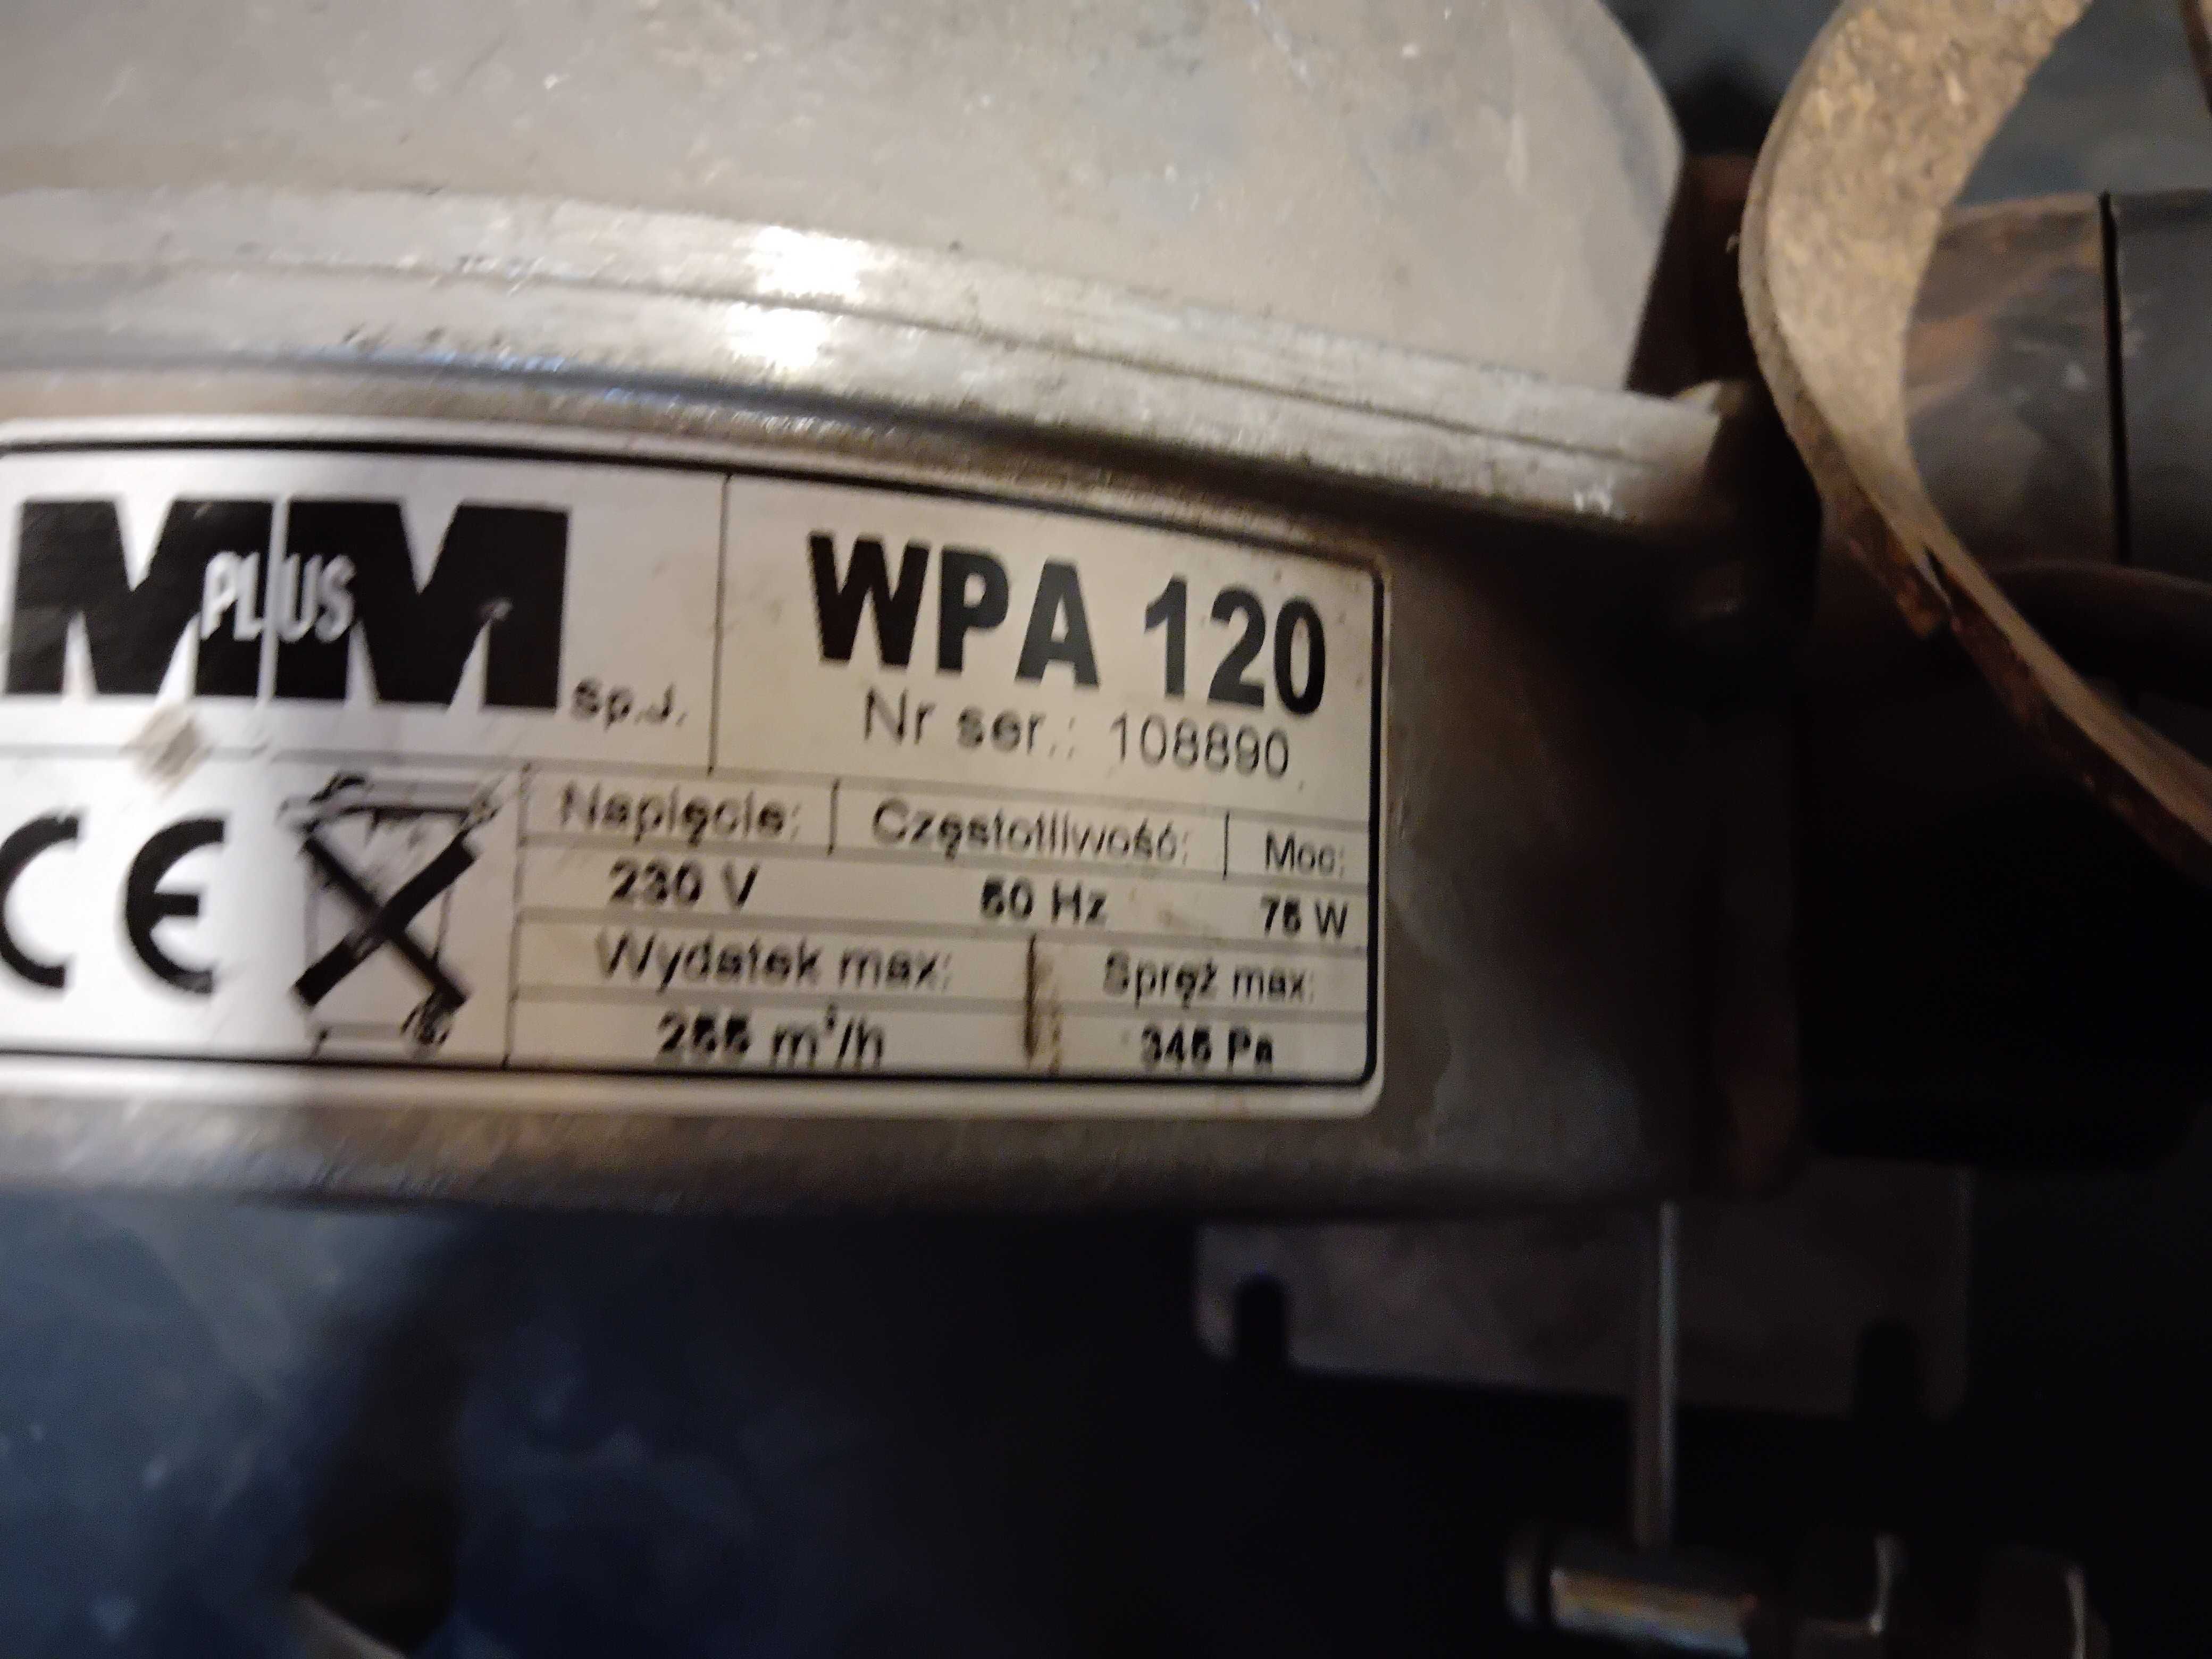 M PLUS M Sp.J.
WPA 120
Nr ser.: 108890
Napięcie: Częstotliwość: Moc:
230 V 50 Hz 75 W
Wydatek max: Spręż max:
255 m³/h 345 Pa
CE